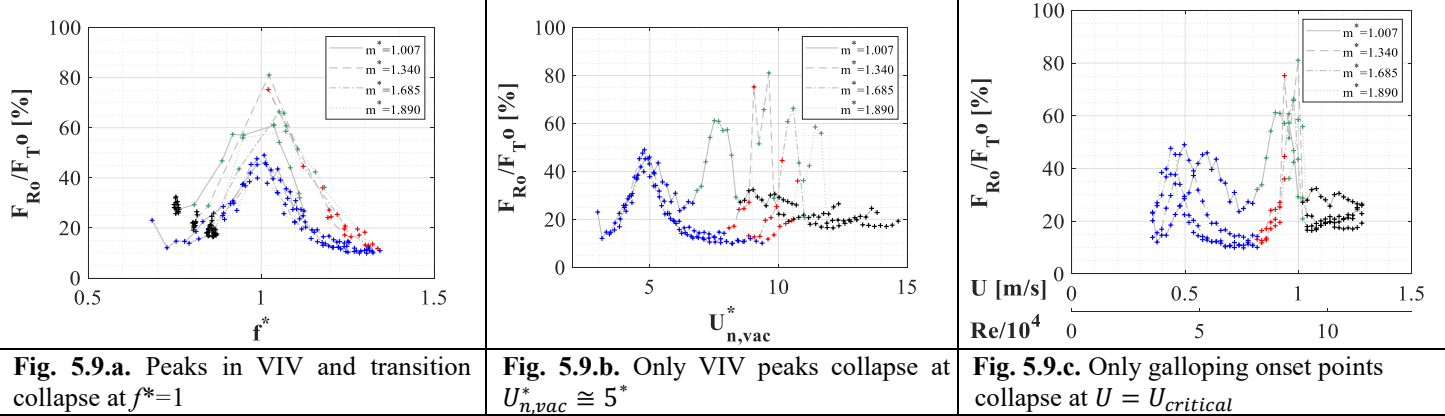 100
80
60
40
20
0
F_Ro/F_To [%]
m*=1.007
m*=1.340
m*=1.685
m*=1.890
0.5
1
1.5
f*
100
80
60
40
20
0
F_Ro/F_To [%]
m*=1.007
m*=1.340
m*=1.685
m*=1.890
5
10
15
U*_n,vac
100
80
60
40
20
0
F_Ro/F_To [%]
m*=1.007
m*=1.340
m*=1.685
m*=1.890
U [m/s]
0
0.5
1
1.5
Re/10^4
0
5
10
Fig. 5.9.a. Peaks in VIV and transition
collapse at f*=1
Fig. 5.9.b. Only VIV peaks collapse at
U*_n,vac ≅ 5*
Fig. 5.9.c. Only galloping onset points
collapse at U = U_critical